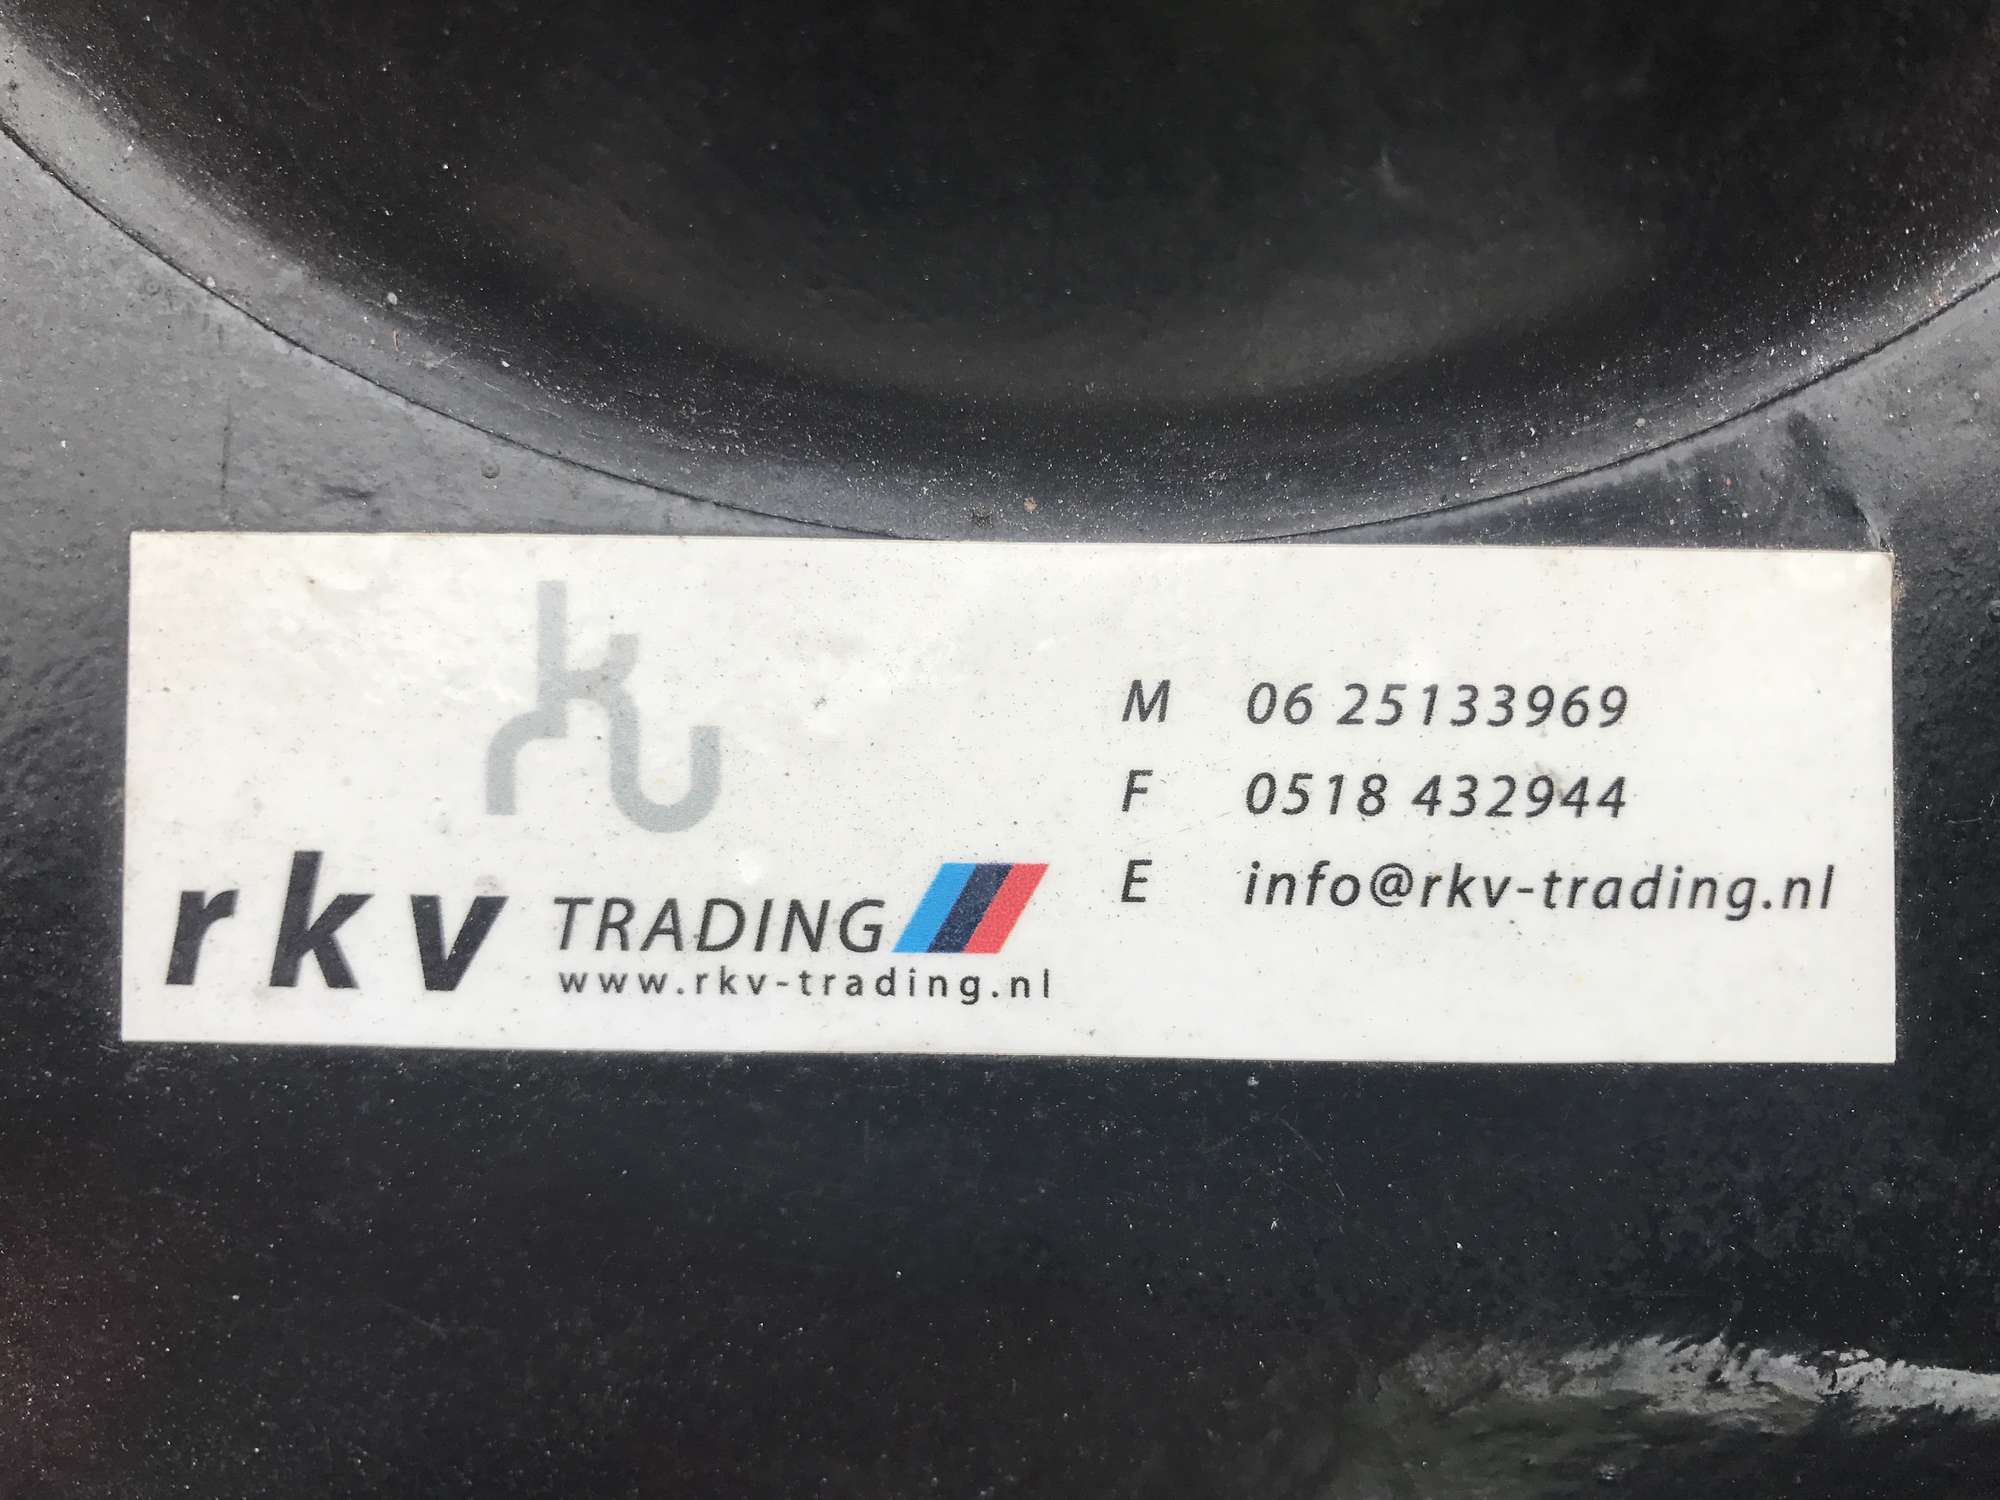 rkv TRADING
www.rkv-trading.nl
M 06 25133969
F 0518 432944
E info@rkv-trading.nl